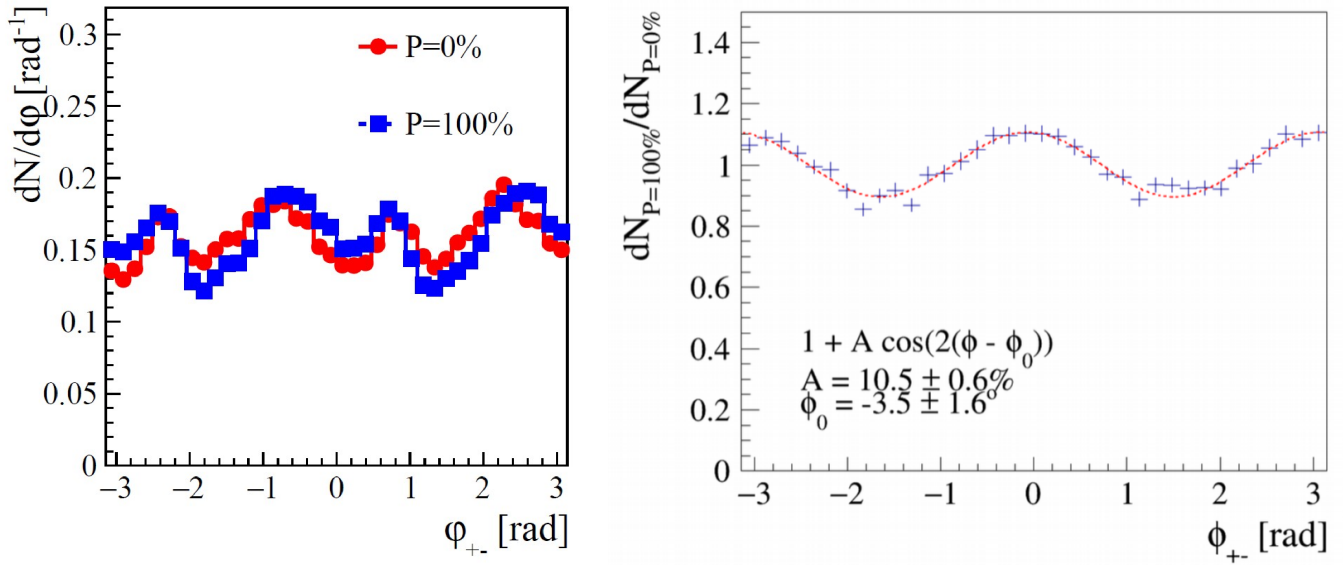 dN/dφ [rad⁻¹]
0.3
0.25
0.2
0.15
0.1
0.05
0
P=0%
P=100%
−3 −2 −1 0 1 2 3
φ+- [rad]
dN_P=100%/dN_P=0%
1.4
1.2
1
0.8
0.6
0.4
0.2
0
1 + A cos(2(ϕ - ϕ₀))
A = 10.5 ± 0.6%
ϕ₀ = -3.5 ± 1.6°
−3 −2 −1 0 1 2 3
ϕ+- [rad]